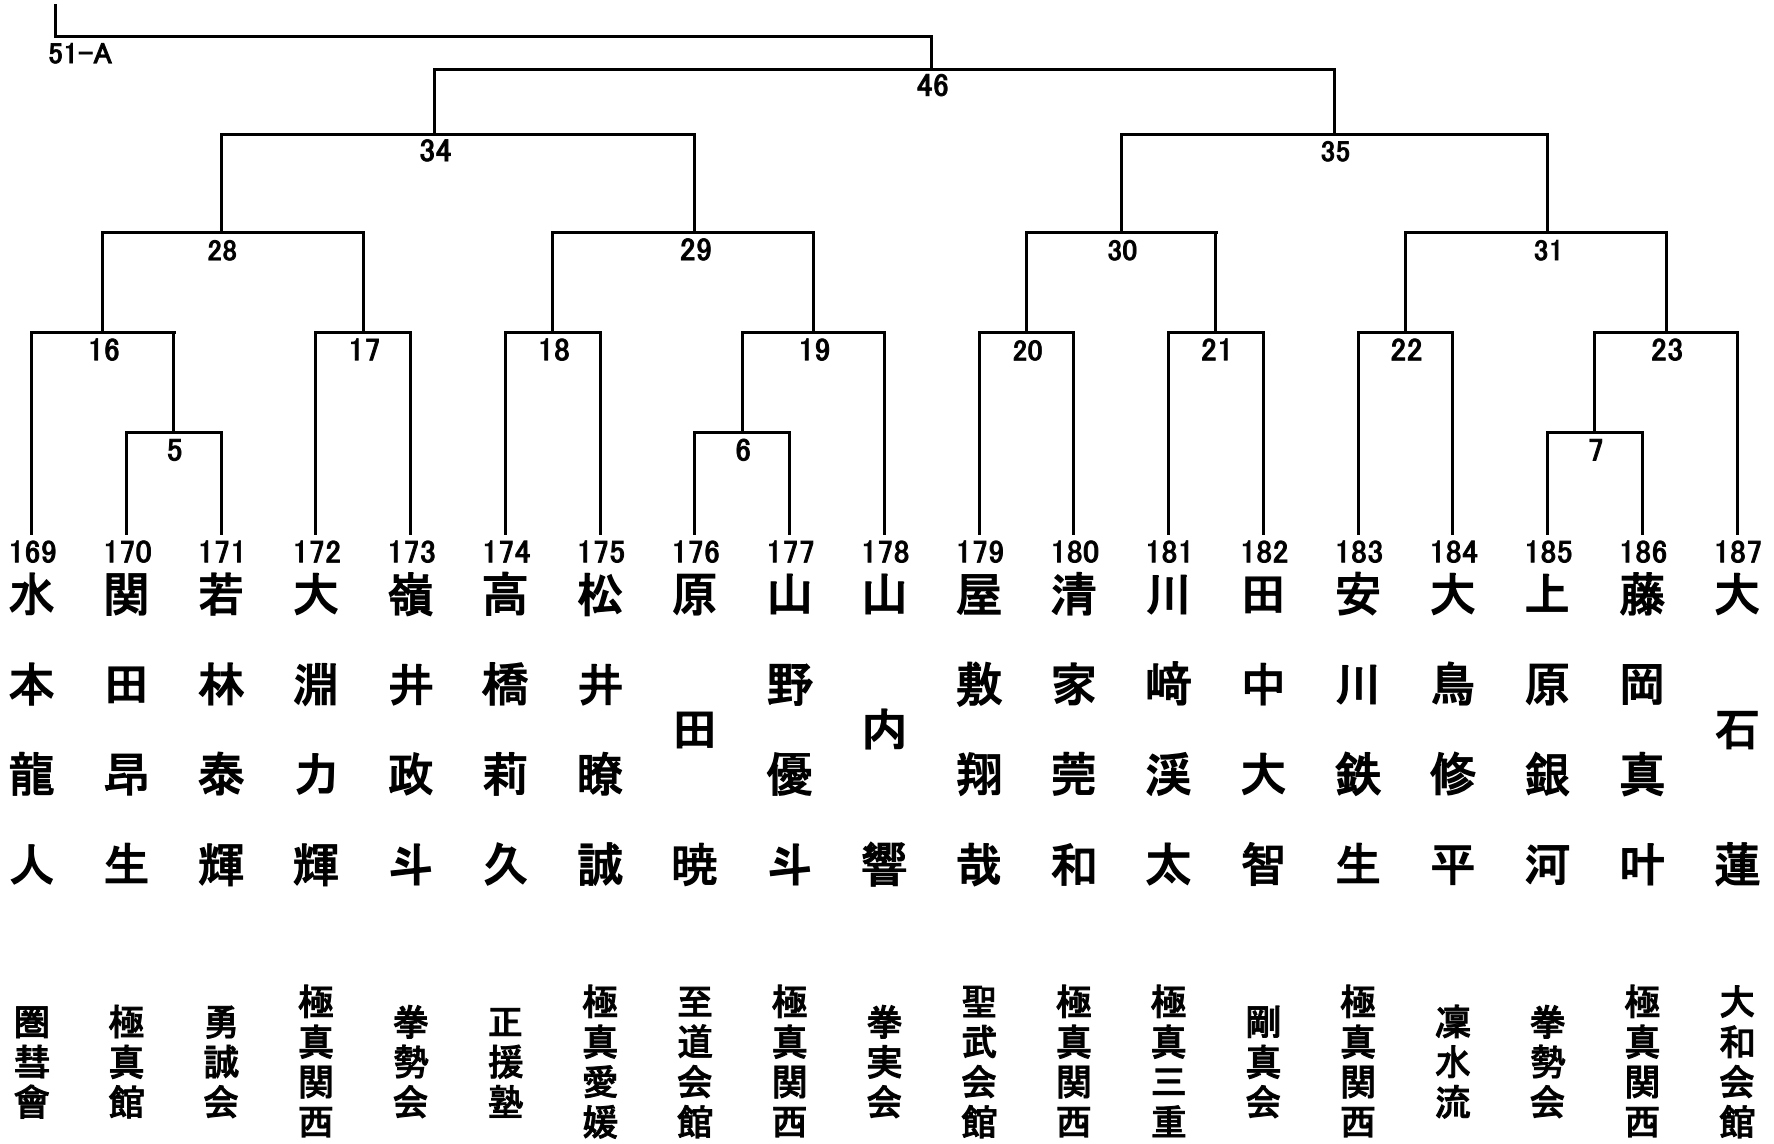 51-A
46
34
35
28
29
30
31
16
17
18
19
20
21
22
23
5
6
7
169
170
171
172
173
174
175
176
177
178
179
180
181
182
183
184
185
186
187
水本龍人
関田昂生
若林泰輝
大淵力輝
嶺井政斗
高橋莉久
松井瞭誠
原田暁
山野優斗
山内響
屋敷翔哉
清家莞和
川﨑渓太
田中大智
安川鉄生
大鳥修平
上原銀河
藤岡真叶
大石蓮
圏彗會
極真館
勇誠会
極真関西
拳勢会
正援塾
極真愛媛
至道会館
極真関西
拳実会
聖武会館
極真関西
極真三重
剛真会
極真関西
凜水流
拳勢会
極真関西
大和会館